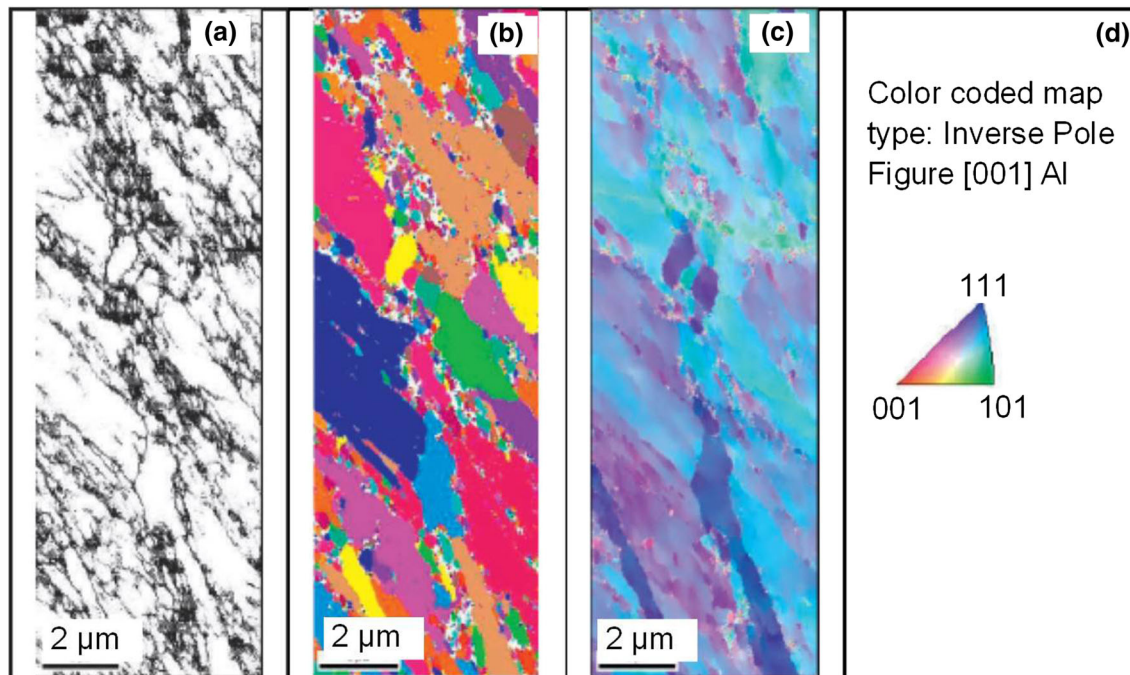 (a)
(b)
(c)
(d)
Color coded map
type: Inverse Pole
Figure [001] Al
111
001
101
2 µm
2 µm
2 µm